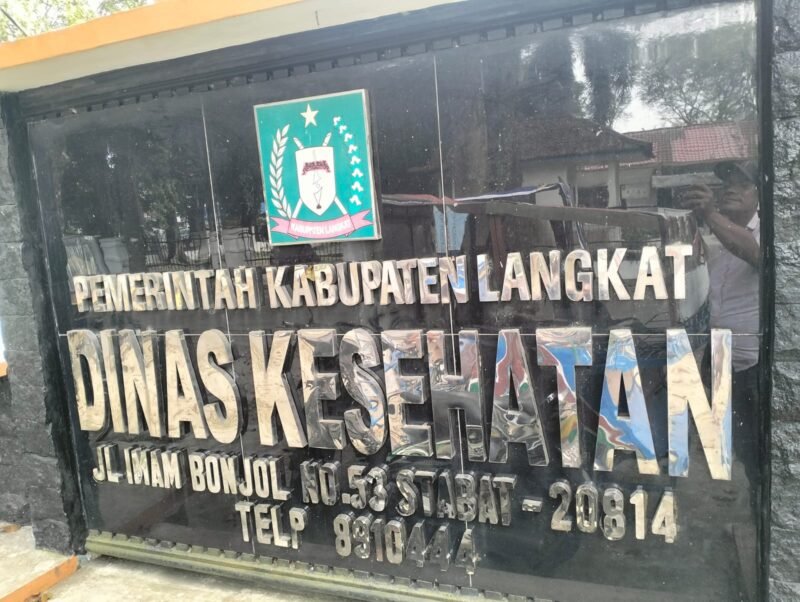 KABUPATEN LANGKAT
PEMERINTAH KABUPATEN LANGKAT
DINAS KESEHATAN
JL. IMAM BONJOL NO.53 STABAT - 20814
TELP 8910444